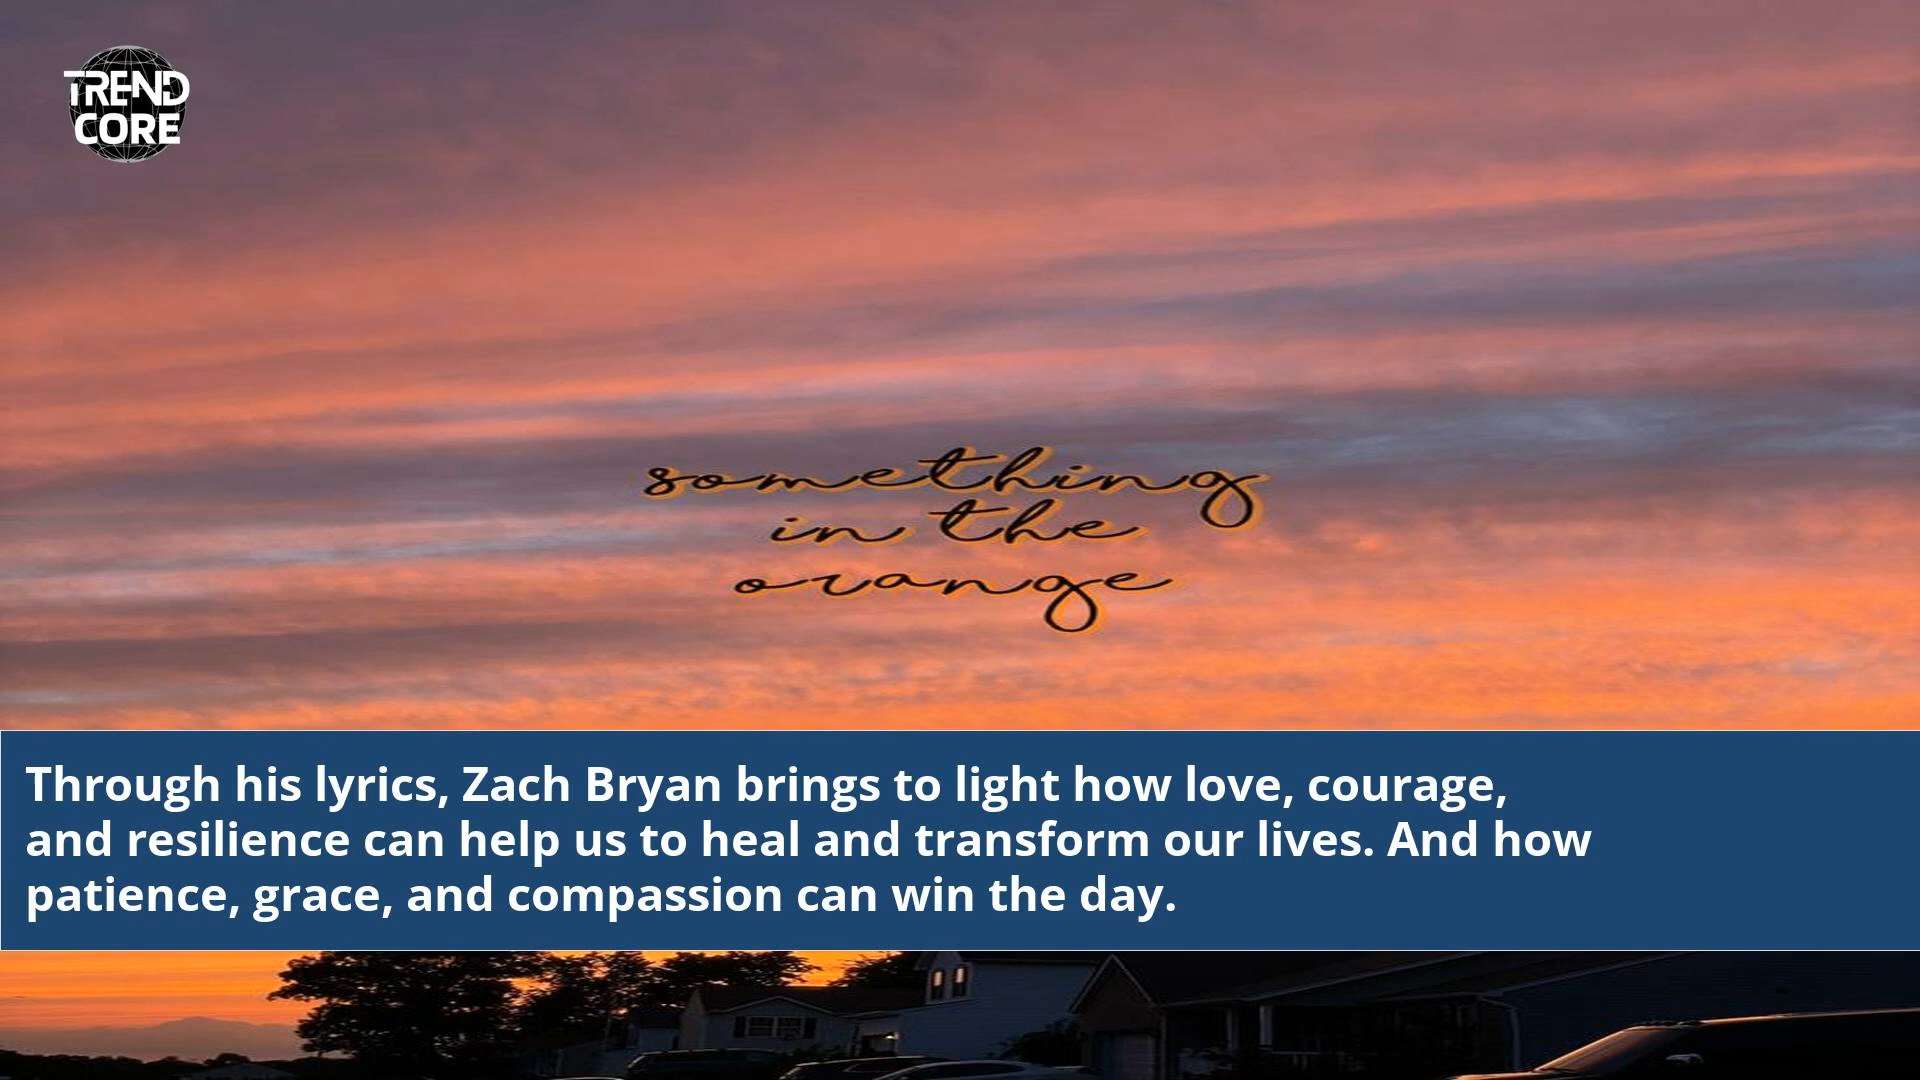 TREND
CORE
something
in the
orange
Through his lyrics, Zach Bryan brings to light how love, courage,
and resilience can help us to heal and transform our lives. And how
patience, grace, and compassion can win the day.